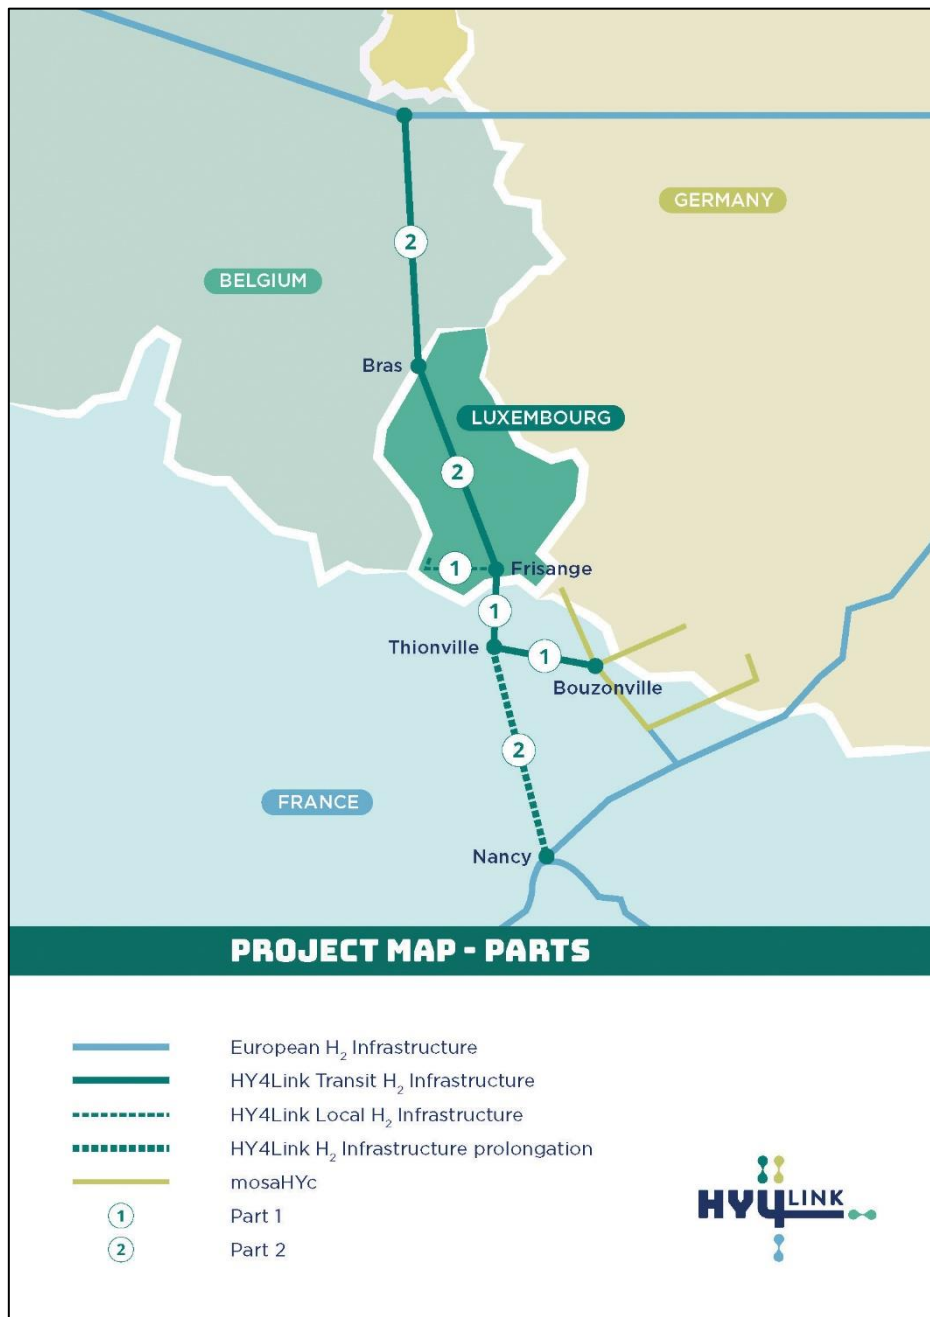 2
GERMANY
BELGIUM
Bras
LUXEMBOURG
2
1
Frisange
1
Thionville
1
Bouzonville
2
FRANCE
Nancy
PROJECT MAP - PARTS
European H₂ Infrastructure
HY4Link Transit H₂ Infrastructure
HY4Link Local H₂ Infrastructure
HY4Link H₂ Infrastructure prolongation
mosaHYc
1 Part 1
2 Part 2
HY4LINK